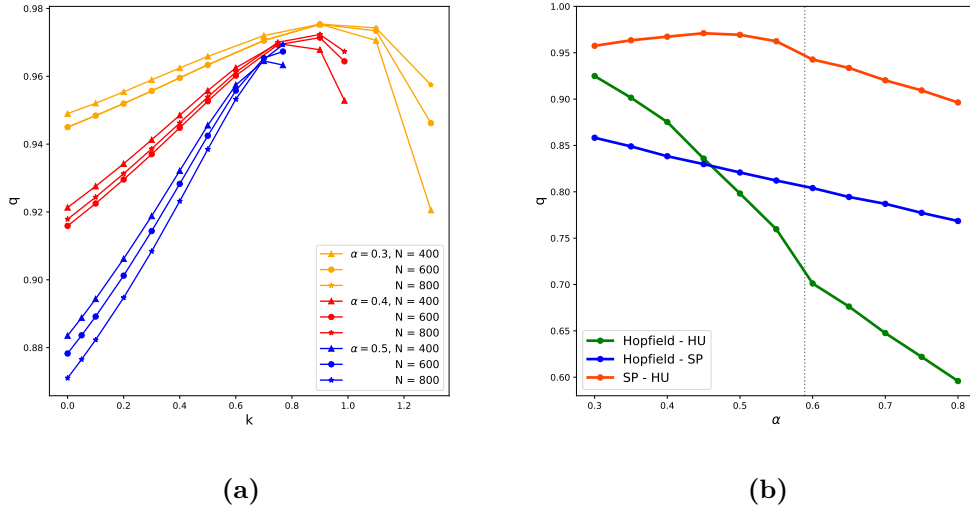 0.98
0.96
0.94
0.92
0.90
0.88
q
0.0
0.2
0.4
0.6
0.8
1.0
1.2
k
α = 0.3, N = 400
N = 600
N = 800
α = 0.4, N = 400
N = 600
N = 800
α = 0.5, N = 400
N = 600
N = 800
(a)
1.00
0.95
0.90
0.85
0.80
0.75
0.70
0.65
0.60
q
0.3
0.4
0.5
0.6
0.7
0.8
α
Hopfield - HU
Hopfield - SP
SP - HU
(b)